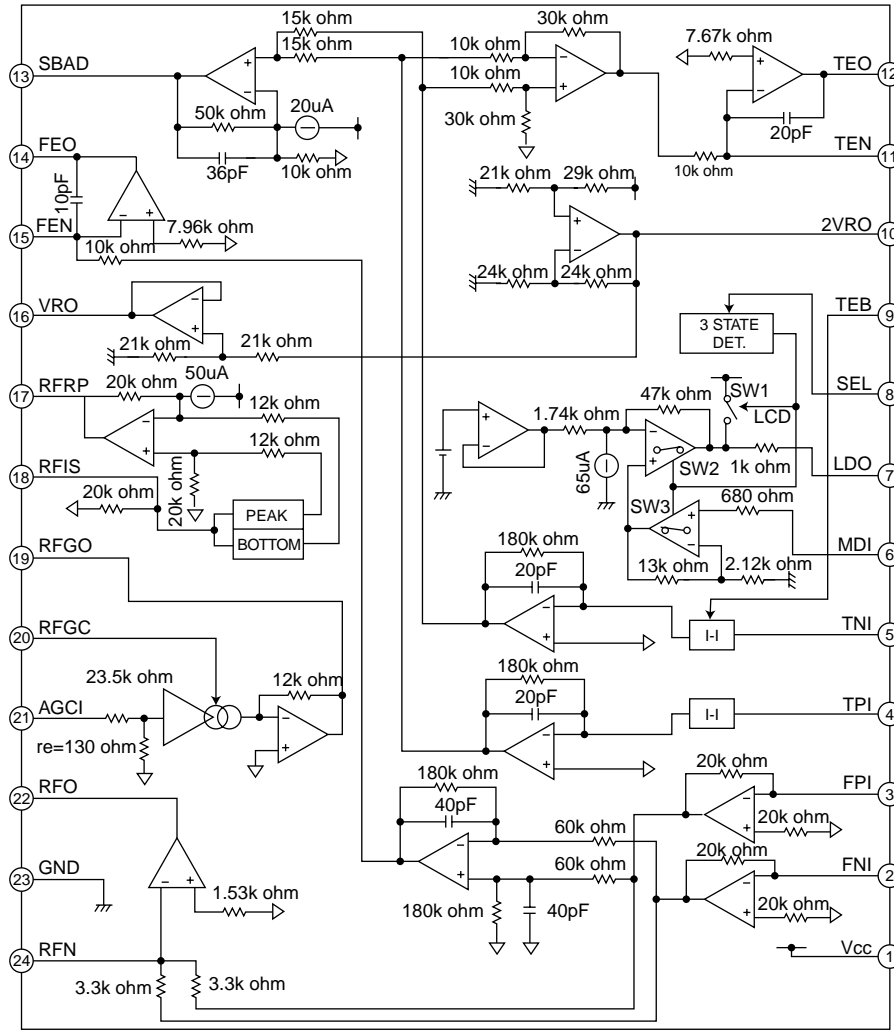 15k ohm
15k ohm
30k ohm
10k ohm
10k ohm
30k ohm
7.67k ohm
13 SBAD
TEO 12
50k ohm
20uA
20pF
36pF
10k ohm
14 FEO
TEN 11
10k ohm
10pF
15 FEN
7.96k ohm
10k ohm
21k ohm
29k ohm
2VRO 10
24k ohm
24k ohm
16 VRO
21k ohm
21k ohm
TEB 9
3 STATE
DET.
17 RFRP
20k ohm
50uA
12k ohm
12k ohm
20k ohm
SEL 8
SW1
LCD
1.74k ohm
47k ohm
65uA
SW2
1k ohm
LDO 7
18 RFIS
20k ohm
PEAK
BOTTOM
SW3
680 ohm
MDI 6
13k ohm
2.12k ohm
19 RFGO
180k ohm
20pF
I-I
TNI 5
20 RFGC
23.5k ohm
12k ohm
180k ohm
20pF
I-I
TPI 4
21 AGCI
re=130 ohm
22 RFO
180k ohm
40pF
60k ohm
60k ohm
180k ohm
40pF
20k ohm
FPI 3
20k ohm
20k ohm
FNI 2
20k ohm
23 GND
1.53k ohm
Vcc 1
24 RFN
3.3k ohm
3.3k ohm